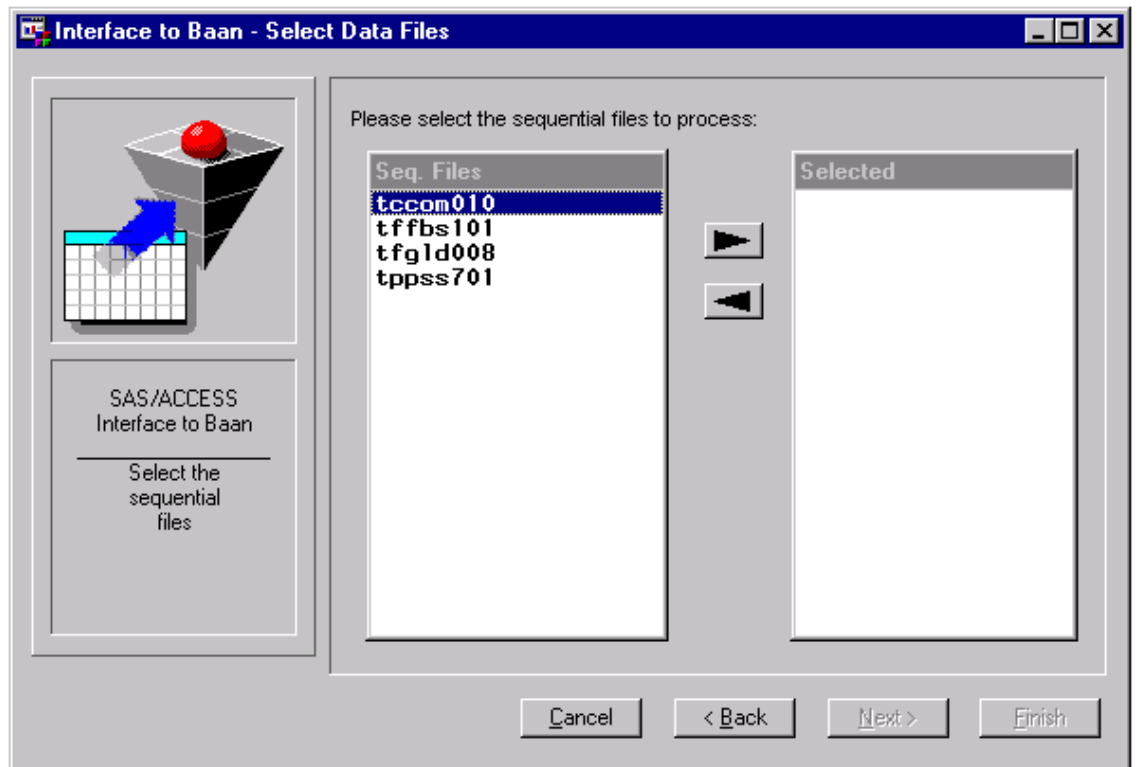 Interface to Baan - Select Data Files
Please select the sequential files to process:
Seq. Files
tccom010
tffbs101
tfgld008
tppss701
Selected
SAS/ACCESS
Interface to Baan
Select the
sequential
files
Cancel
< Back
Next >
Finish